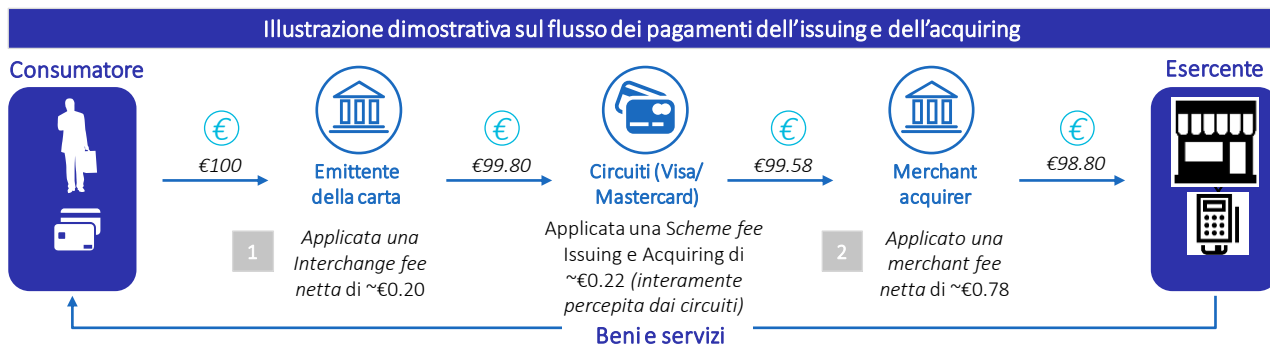 Illustrazione dimostrativa sul flusso dei pagamenti dell'issuing e dell'acquiring
Consumatore
Esercente
€
€100
Emittente
della carta
€
€99.80
Circuiti (Visa/
Mastercard)
€
€99.58
Merchant
acquirer
€
€98.80
1
Applicata una
Interchange fee
netta di ~€0.20
Applicata una Scheme fee
Issuing e Acquiring di
~€0.22 (interamente
percepita dai circuiti)
2
Applicato una
merchant fee
netta di ~€0.78
Beni e servizi